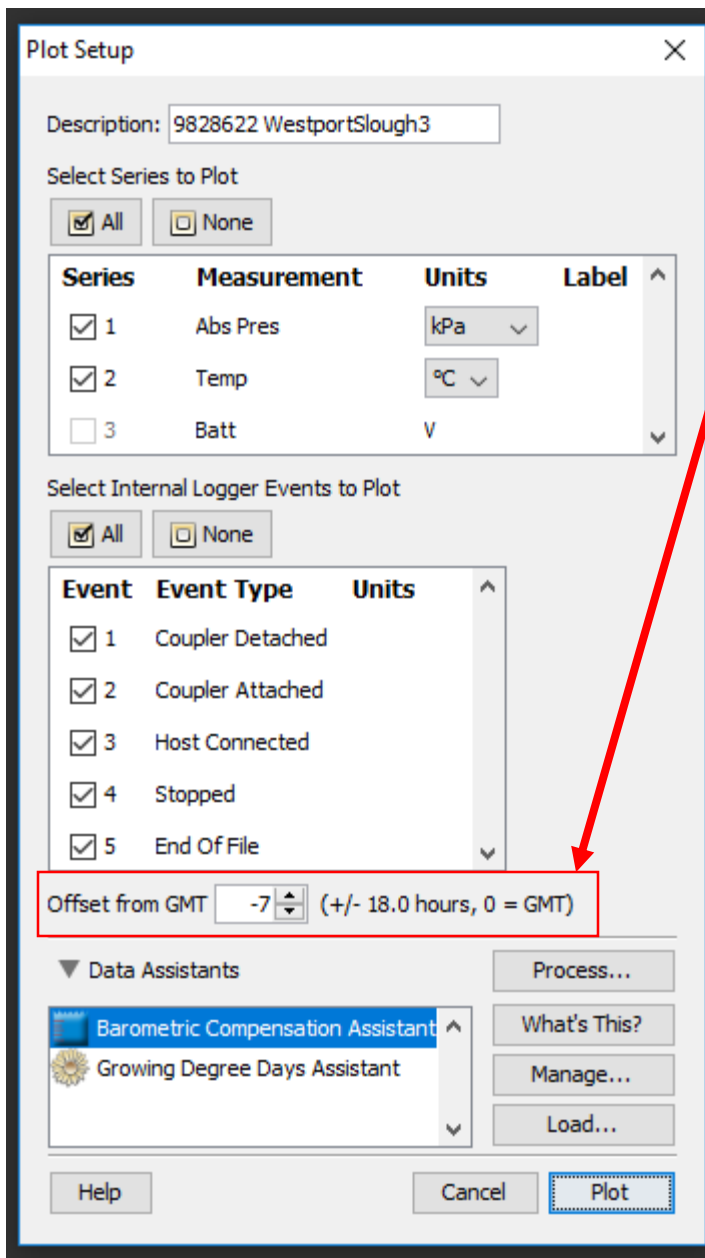 Plot Setup
Description: 9828622 WestportSlough3
Select Series to Plot
All None
Series Measurement Units Label
1 Abs Pres kPa
2 Temp °C
3 Batt V
Select Internal Logger Events to Plot
All None
Event Event Type Units
1 Coupler Detached
2 Coupler Attached
3 Host Connected
4 Stopped
5 End Of File
Offset from GMT -7 (+/- 18.0 hours, 0 = GMT)
Data Assistants Process...
Barometric Compensation Assistant What's This?
Growing Degree Days Assistant Manage...
Load...
Help Cancel Plot